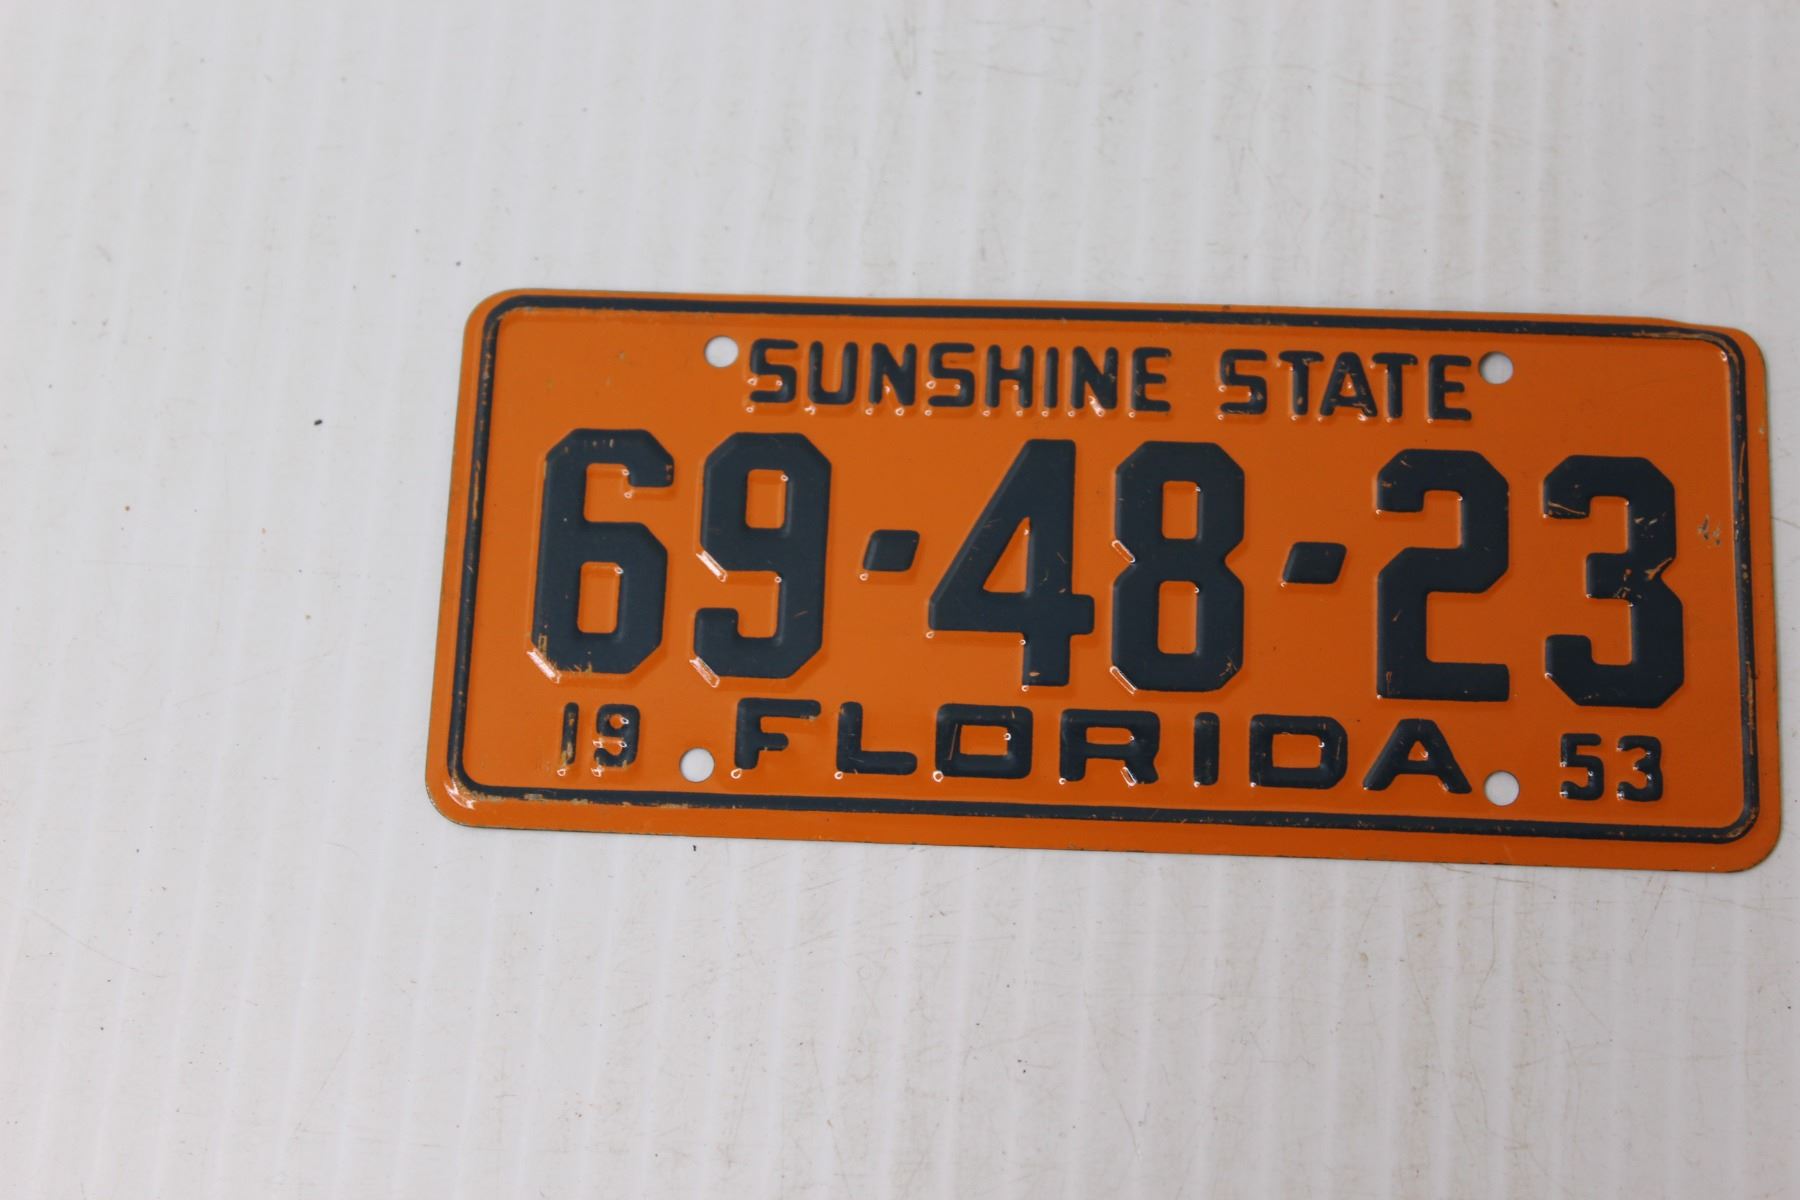 SUNSHINE STATE
69-48-23
19 FLORIDA 53